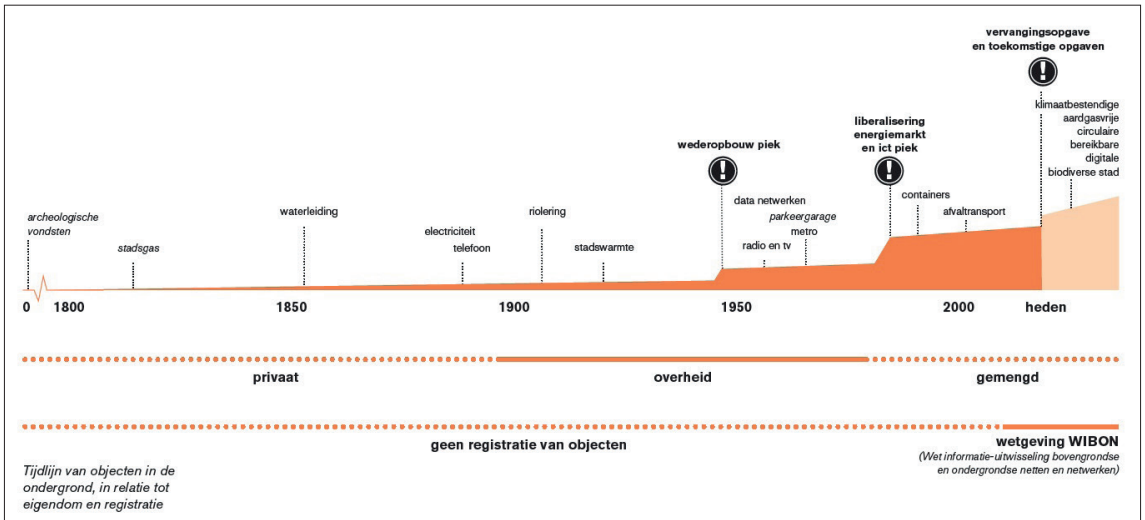 vervangingsopgave
en toekomstige opgaven
!
klimaatbestendige
aardgasvrije
circulaire
bereikbare
digitale
biodiverse stad
liberalisering
energiemarkt
en ict piek
!
wederopbouw piek
!
containers
afvaltransport
data netwerken
parkeergarage
metro
radio en tv
archeologische
vondsten
stadsgas
waterleiding
electriciteit
telefoon
riolering
stadswarmte
0 1800 1850 1900 1950 2000 heden
privaat overheid gemengd
geen registratie van objecten
wetgeving WIBON
(Wet informatie-uitwisseling bovengrondse
en ondergrondse netten en netwerken)
Tijdlijn van objecten in de
ondergrond, in relatie tot
eigendom en registratie